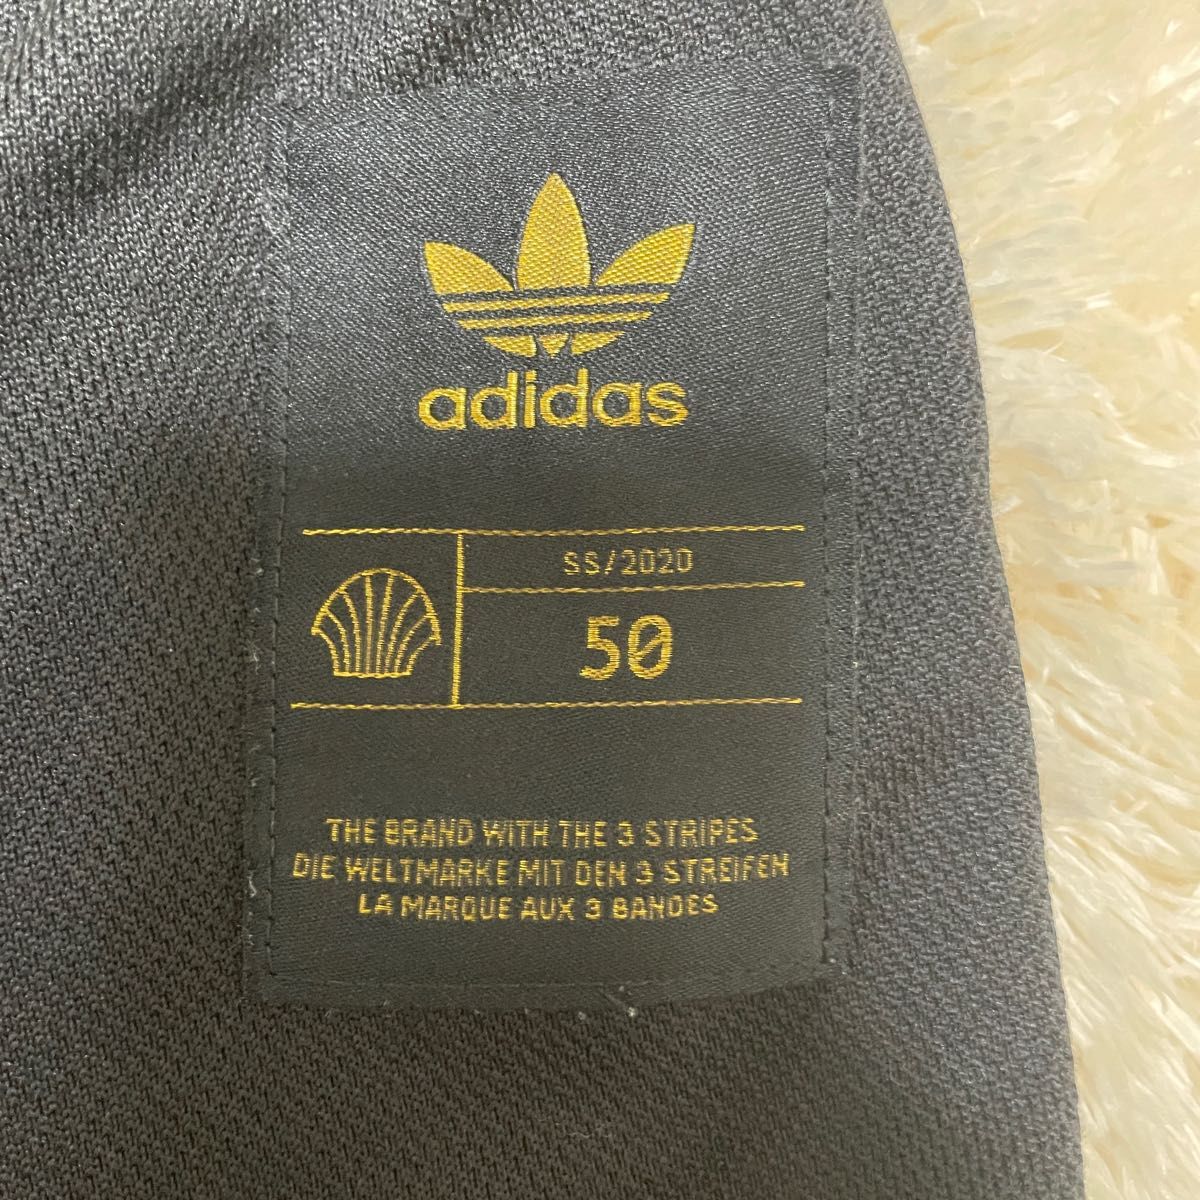 adidas
SS/2020
50
THE BRAND WITH THE 3 STRIPES
DIE WELTMARKE MIT DEN 3 STREIFEN
LA MARQUE AUX 3 BANDES